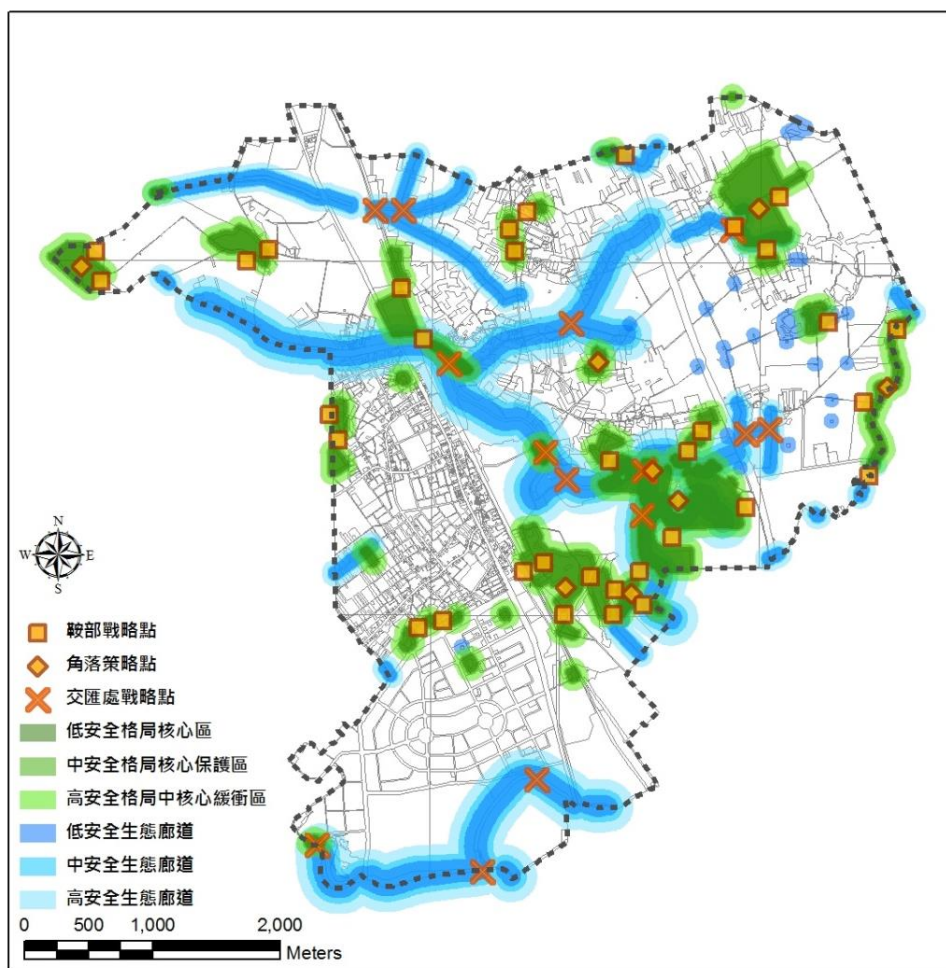 N
W E
S
鞍部戰略點
角落策略點
交匯處戰略點
低安全格局核心區
中安全格局核心保護區
高安全格局中核心緩衝區
低安全生態廊道
中安全生態廊道
高安全生態廊道
0 500 1,000 2,000
Meters